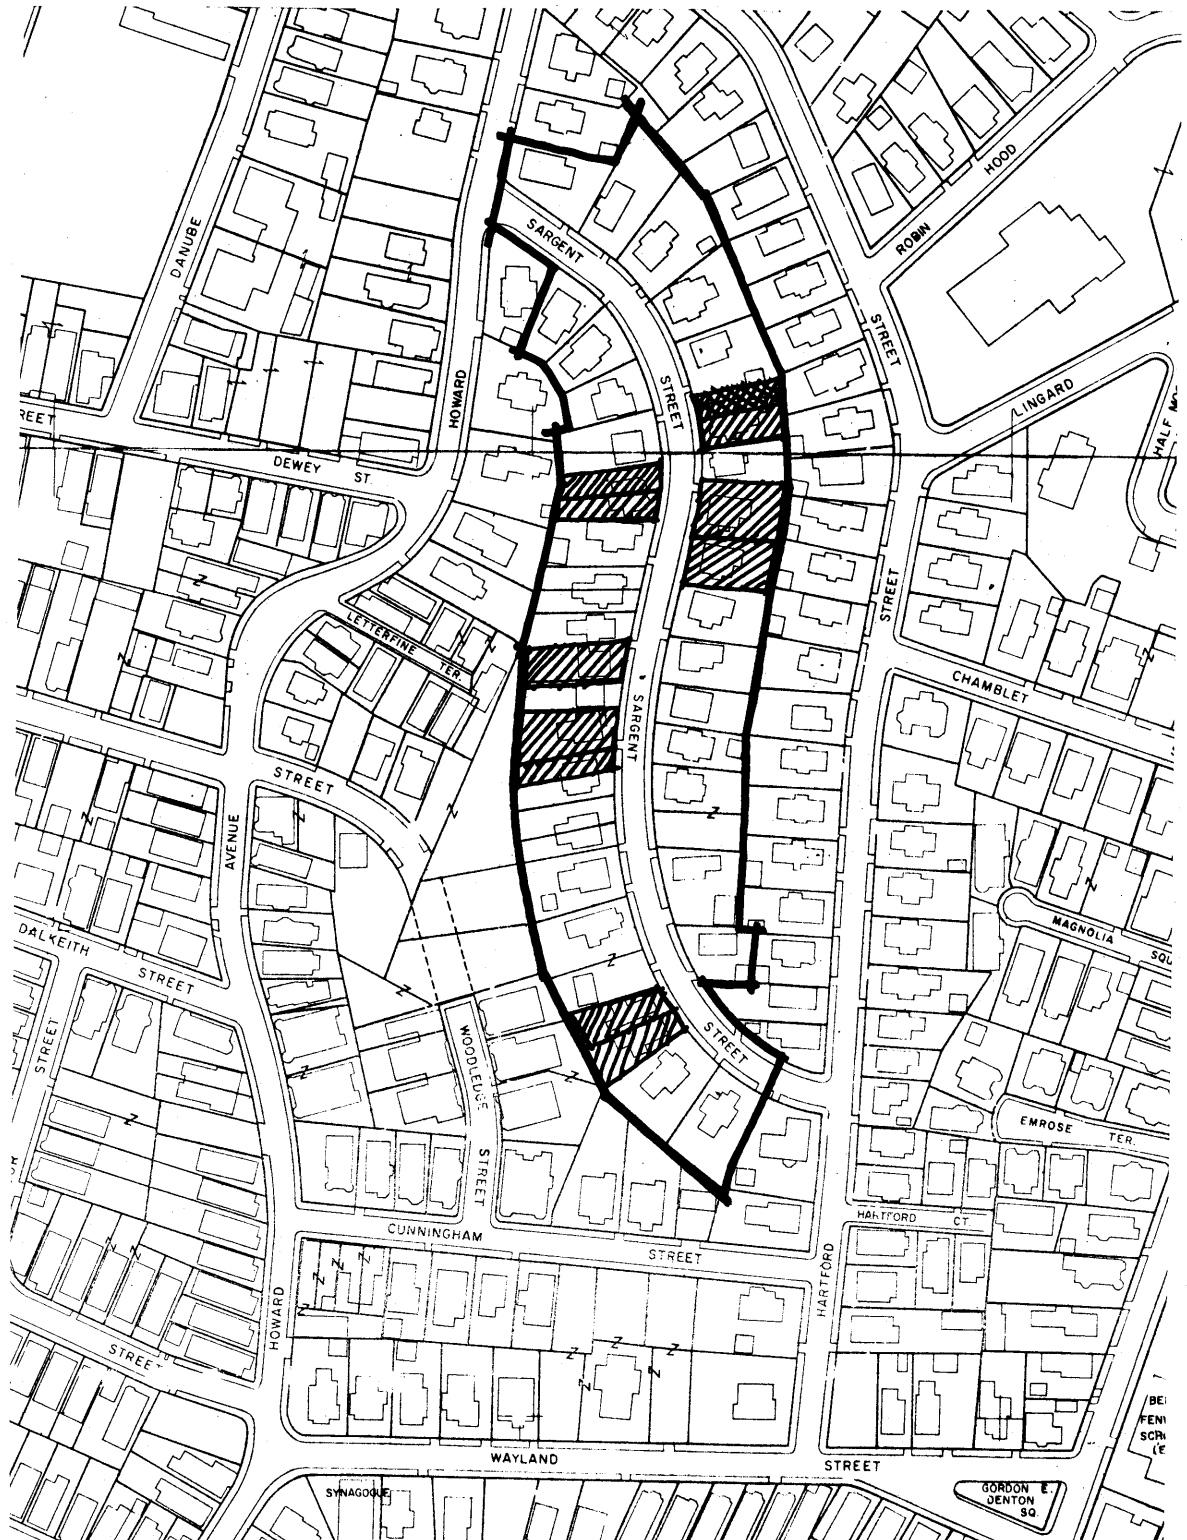 HOOD
ROBIN
SARGENT
DANUBE
STREET
LINGARD
STREET
HOWARD
REET
DEWEY
ST.
STREET
LETTERFINE TER.
CHAMBLET
SARGENT
STREET
AVENUE
MAGNOLIA
DALKEITH
STREET
STREET
STREET
WOODLEDGE
STREET
EMROSE TER.
HARTFORD CT.
CUNNINGHAM
STREET
HARTFORD
HOWARD
STREET
WAYLAND
STREET
SYNAGOGUE
GORDON E.
DENTON
SQ.